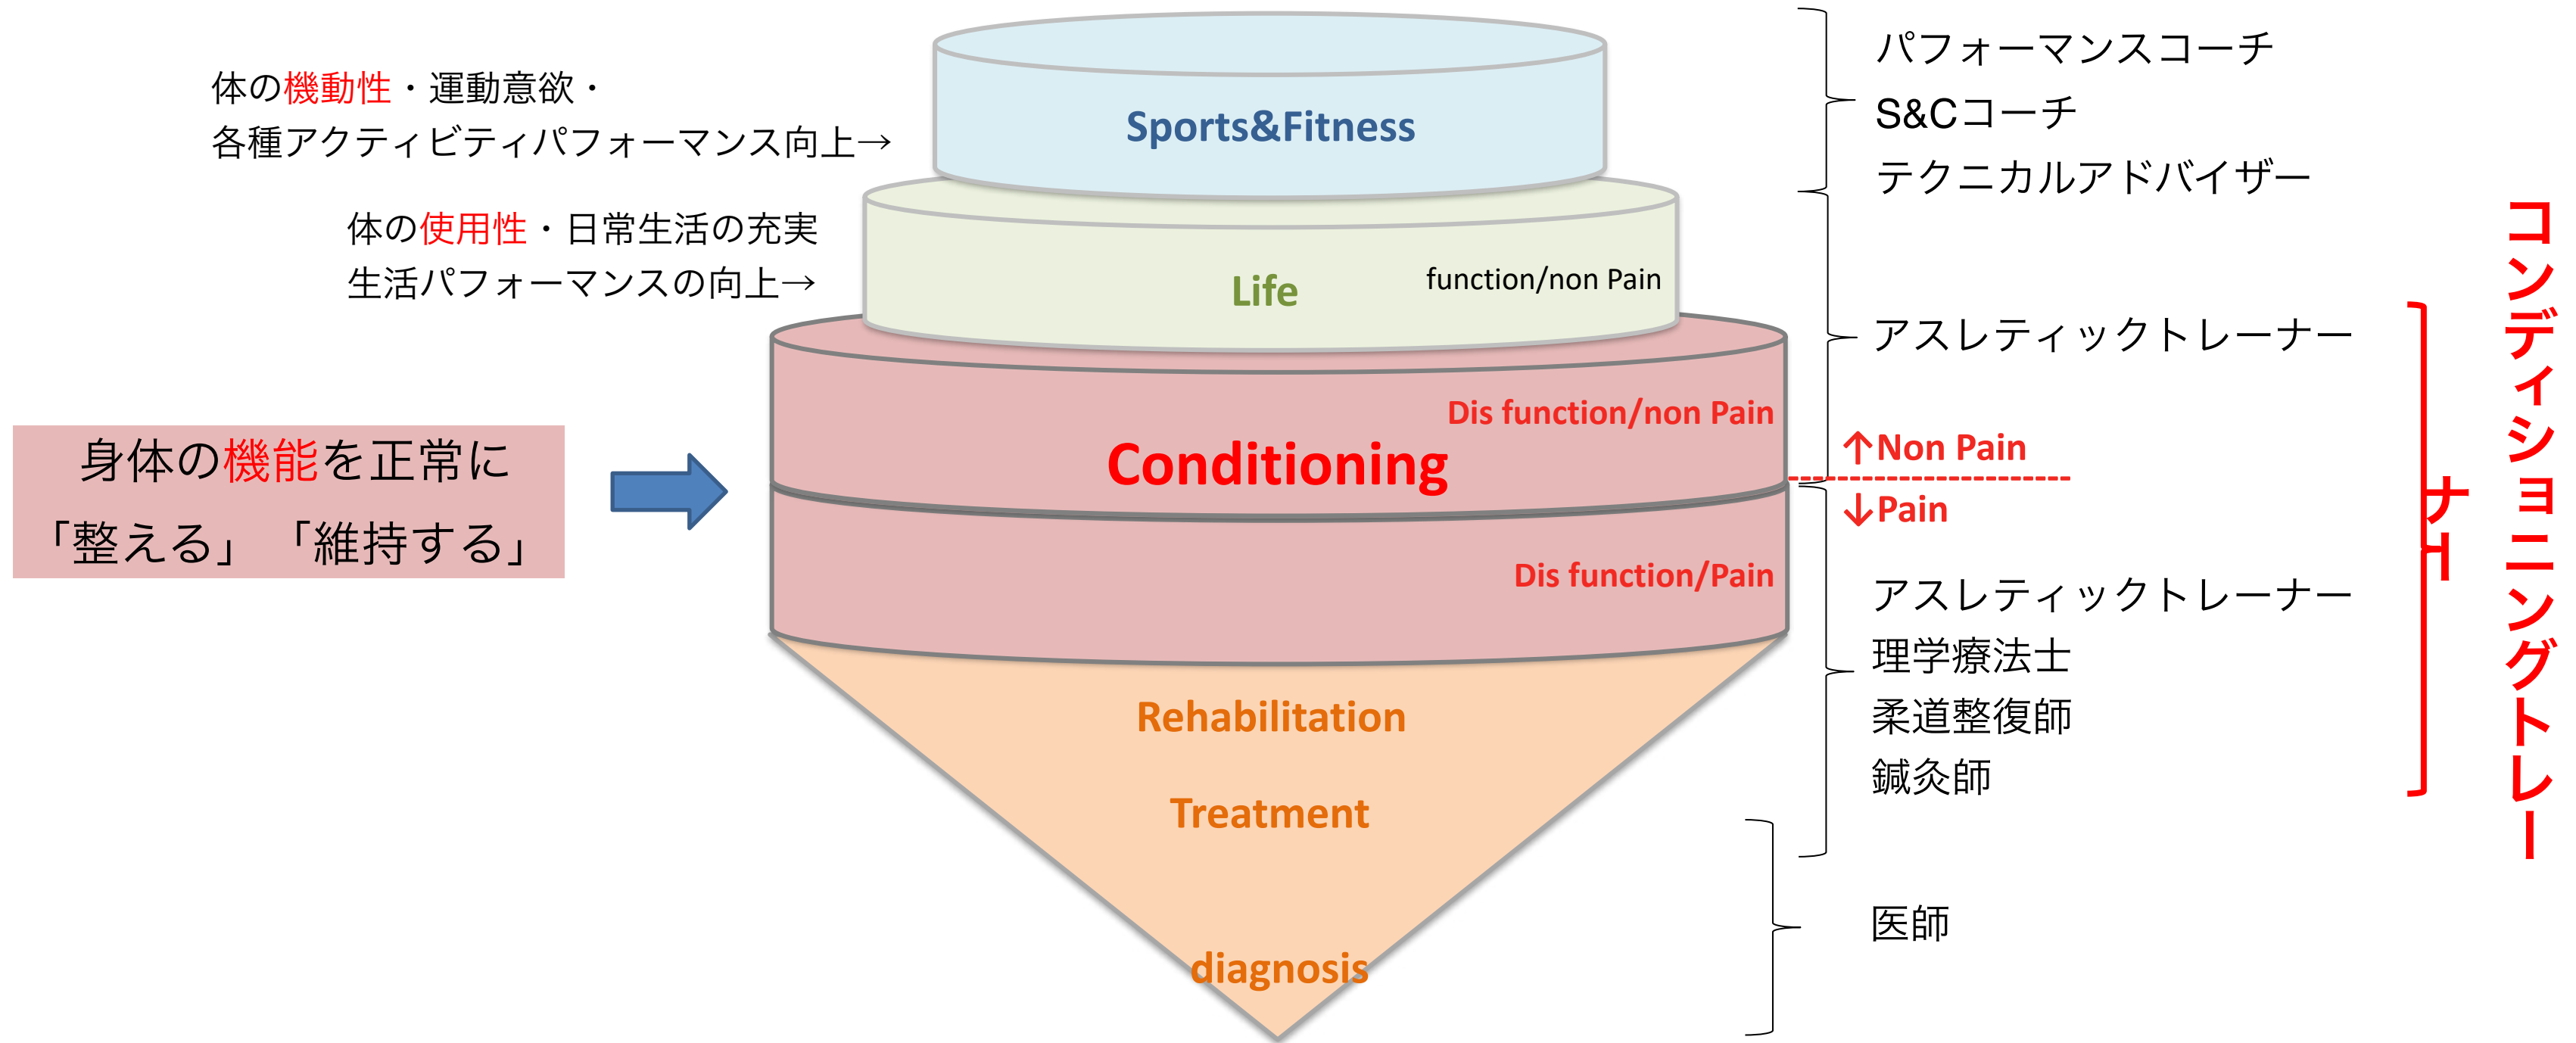 体の機動性・運動意欲・
各種アクティビティパフォーマンス向上→
体の使用性・日常生活の充実
生活パフォーマンスの向上→
身体の機能を正常に
「整える」「維持する」
Sports&Fitness
Life
function/non Pain
Dis function/non Pain
Conditioning
Dis function/Pain
Rehabilitation
Treatment
diagnosis
パフォーマンスコーチ
S&Cコーチ
テクニカルアドバイザー
アスレティックトレーナー
↑Non Pain
↓Pain
アスレティックトレーナー
理学療法士
柔道整復師
鍼灸師
医師
コンディショニングトレー
ナー